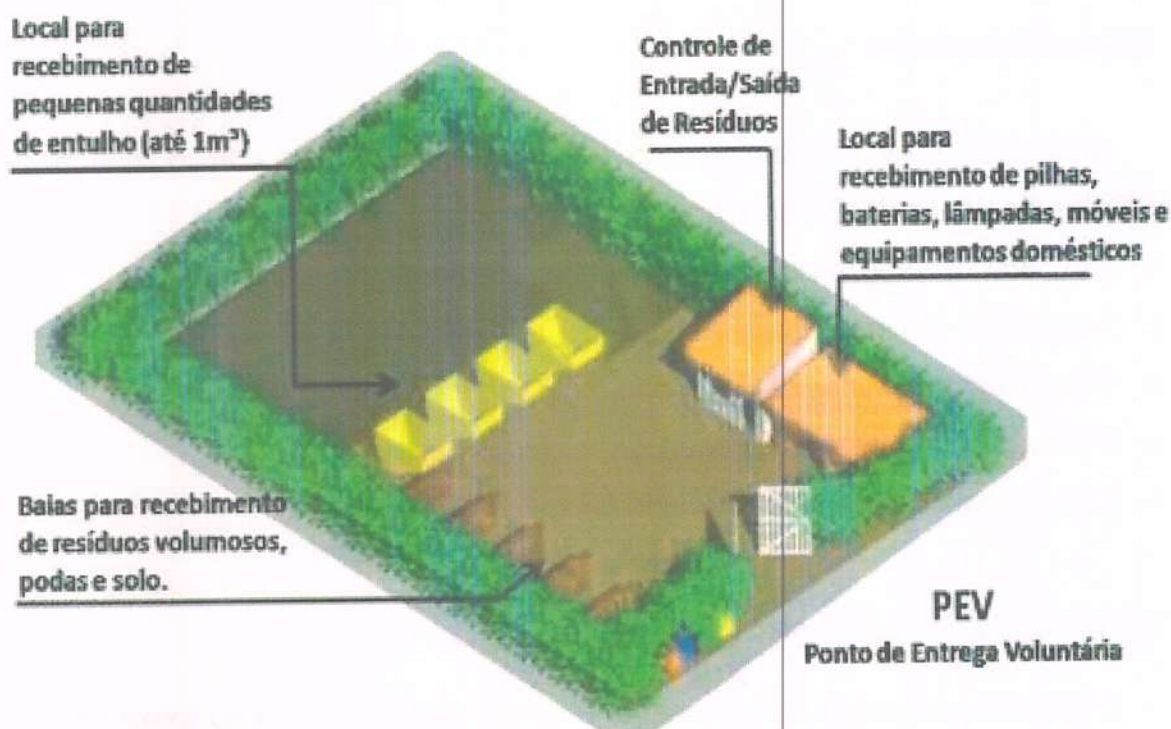 Local para
recebimento de
pequenas quantidades
de entulho (até 1m³)
Controle de
Entrada/Saída
de Resíduos
Local para
recebimento de pilhas,
baterias, lâmpadas, móveis e
equipamentos domésticos
Baias para recebimento
de resíduos volumosos,
podas e solo.
PEV
Ponto de Entrega Voluntária